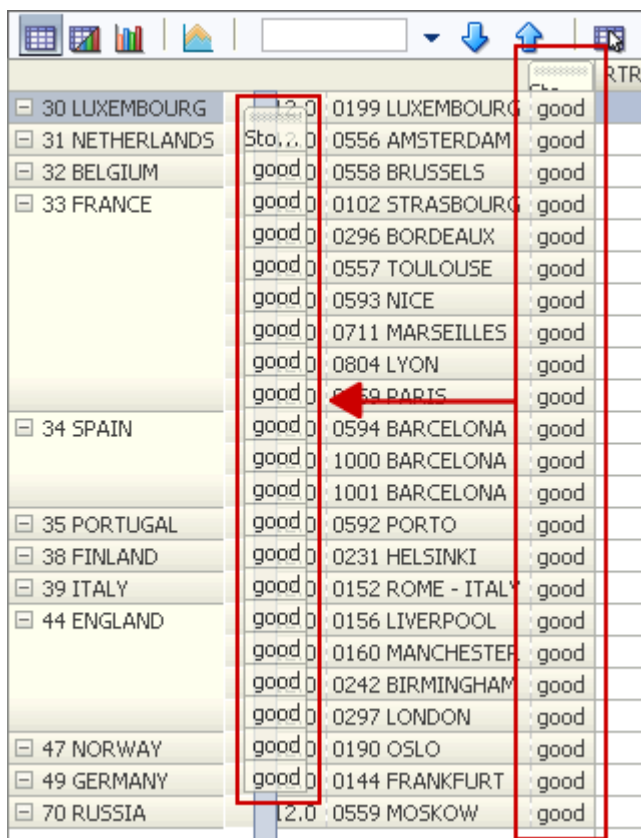 RTR
30 LUXEMBOURG 12.0 0199 LUXEMBOURG good
31 NETHERLANDS Sto... 0556 AMSTERDAM good
32 BELGIUM good 0558 BRUSSELS good
33 FRANCE good 0102 STRASBOURG good
good 0296 BORDEAUX good
good 0557 TOULOUSE good
good 0593 NICE good
good 0711 MARSEILLES good
good 0804 LYON good
good PARIS good
34 SPAIN good 0594 BARCELONA good
good 1000 BARCELONA good
good 1001 BARCELONA good
35 PORTUGAL good 0592 PORTO good
38 FINLAND good 0231 HELSINKI good
39 ITALY good 0152 ROME - ITALY good
44 ENGLAND good 0156 LIVERPOOL good
good 0160 MANCHESTER good
good 0242 BIRMINGHAM good
good 0297 LONDON good
47 NORWAY good 0190 OSLO good
49 GERMANY good 0144 FRANKFURT good
70 RUSSIA 12.0 0559 MOSKOW good